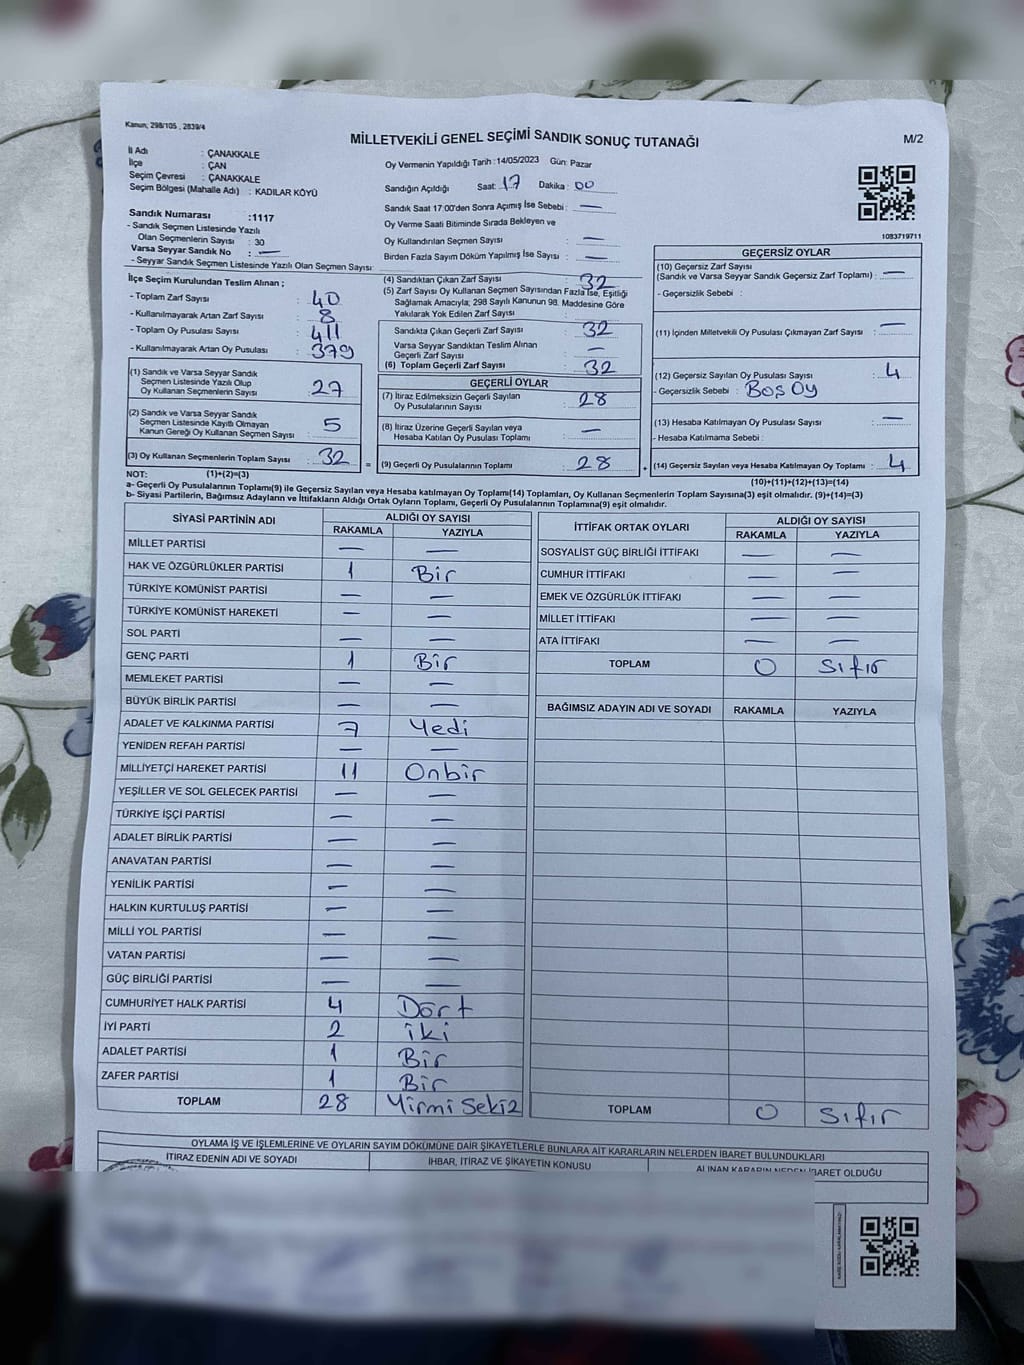 Kanun; 298/105 , 2839/4
MİLLETVEKİLİ GENEL SEÇİMİ SANDIK SONUÇ TUTANAĞI
M/2
İl Adı : ÇANAKKALE
İlçe : ÇAN
Seçim Çevresi : ÇANAKKALE
Seçim Bölgesi (Mahalle Adı) : KADILAR KÖYÜ
Oy Vermenin Yapıldığı Tarih :14/05/2023 Gün: Pazar
Sandığın Açıldığı Saat: 17 Dakika: 00
Sandık Saat 17:00'den Sonra Açımış İse Sebebi : —
Oy Verme Saati Bitiminde Sırada Bekleyen ve
Oy Kullandırılan Seçmen Sayısı : —
Birden Fazla Sayım Döküm Yapılmış İse Sayısı : —
Sandık Numarası :1117
- Sandık Seçmen Listesinde Yazılı
Olan Seçmenlerin Sayısı : 30
Varsa Seyyar Sandık No : —
- Seyyar Sandık Seçmen Listesinde Yazılı Olan Seçmen Sayısı:
1083719711
İlçe Seçim Kurulundan Teslim Alınan ;
- Toplam Zarf Sayısı : 40
- Kullanılmayarak Artan Zarf Sayısı : 8
- Toplam Oy Pusulası Sayısı : 411
- Kullanılmayarak Artan Oy Pusulası : 379
(1) Sandık ve Varsa Seyyar Sandık
Seçmen Listesinde Yazılı Olup
Oy Kullanan Seçmenlerin Sayısı : 27
(2) Sandık ve Varsa Seyyar Sandık
Seçmen Listesinde Kayıtlı Olmayan
Kanun Gereği Oy Kullanan Seçmen Sayısı : 5
(3) Oy Kullanan Seçmenlerin Toplam Sayısı : 32
NOT: (1)+(2)=(3)
(4) Sandıktan Çıkan Zarf Sayısı : 32
(5) Zarf Sayısı Oy Kullanan Seçmen Sayısından Fazla İse, Eşitliği
Sağlamak Amacıyla; 298 Sayılı Kanunun 98. Maddesine Göre
Yakılarak Yok Edilen Zarf Sayısı :
Sandıkta Çıkan Geçerli Zarf Sayısı : 32
Varsa Seyyar Sandıktan Teslim Alınan
Geçerli Zarf Sayısı : —
(6) Toplam Geçerli Zarf Sayısı : 32
GEÇERLİ OYLAR
(7) İtiraz Edilmeksizin Geçerli Sayılan
Oy Pusulalarının Sayısı : 28
(8) İtiraz Üzerine Geçerli Sayılan veya
Hesaba Katılan Oy Pusulası Toplamı : —
= (9) Geçerli Oy Pusulalarının Toplamı : 28 +
GEÇERSİZ OYLAR
(10) Geçersiz Zarf Sayısı
(Sandık ve Varsa Seyyar Sandık Geçersiz Zarf Toplamı) : —
- Geçersizlik Sebebi :
(11) İçinden Milletvekili Oy Pusulası Çıkmayan Zarf Sayısı : —
(12) Geçersiz Sayılan Oy Pusulası Sayısı : 4
- Geçersizlik Sebebi : Boş Oy
(13) Hesaba Katılmayan Oy Pusulası Sayısı : —
- Hesaba Katılmama Sebebi :
(14) Geçersiz Sayılan veya Hesaba Katılmayan Oy Toplamı : 4
(10)+(11)+(12)+(13)=(14)
a- Geçerli Oy Pusulalarının Toplamı(9) ile Geçersiz Sayılan veya Hesaba katılmayan Oy Toplamı(14) Toplamları, Oy Kullanan Seçmenlerin Toplam Sayısına(3) eşit olmalıdır. (9)+(14)=(3)
b- Siyasi Partilerin, Bağımsız Adayların ve İttifakların Aldığı Ortak Oyların Toplamı, Geçerli Oy Pusulalarının Toplamına(9) eşit olmalıdır.
SİYASİ PARTİNİN ADI ALDIĞI OY SAYISI
RAKAMLA YAZIYLA
MİLLET PARTİSİ — —
HAK VE ÖZGÜRLÜKLER PARTİSİ 1 Bir
TÜRKİYE KOMÜNİST PARTİSİ — —
TÜRKİYE KOMÜNİST HAREKETİ — —
SOL PARTİ — —
GENÇ PARTİ 1 Bir
MEMLEKET PARTİSİ — —
BÜYÜK BİRLİK PARTİSİ — —
ADALET VE KALKINMA PARTİSİ 7 Yedi
YENİDEN REFAH PARTİSİ — —
MİLLİYETÇİ HAREKET PARTİSİ 11 Onbir
YEŞİLLER VE SOL GELECEK PARTİSİ — —
TÜRKİYE İŞÇİ PARTİSİ — —
ADALET BİRLİK PARTİSİ — —
ANAVATAN PARTİSİ — —
YENİLİK PARTİSİ — —
HALKIN KURTULUŞ PARTİSİ — —
MİLLİ YOL PARTİSİ — —
VATAN PARTİSİ — —
GÜÇ BİRLİĞİ PARTİSİ — —
CUMHURİYET HALK PARTİSİ 4 Dört
İYİ PARTİ 2 iki
ADALET PARTİSİ 1 Bir
ZAFER PARTİSİ 1 Bir
TOPLAM 28 Yirmi Sekiz
İTTİFAK ORTAK OYLARI ALDIĞI OY SAYISI
RAKAMLA YAZIYLA
SOSYALİST GÜÇ BİRLİĞİ İTTİFAKI — —
CUMHUR İTTİFAKI — —
EMEK VE ÖZGÜRLÜK İTTİFAKI — —
MİLLET İTTİFAKI — —
ATA İTTİFAKI — —
TOPLAM 0 Sıfır
BAĞIMSIZ ADAYIN ADI VE SOYADI RAKAMLA YAZIYLA
TOPLAM 0 Sıfır
OYLAMA İŞ VE İŞLEMLERİNE VE OYLARIN SAYIM DÖKÜMÜNE DAİR ŞİKAYETLERLE BUNLARA AİT KARARLARIN NELERDEN İBARET BULUNDUKLARI
İTİRAZ EDENİN ADI VE SOYADI İHBAR, İTİRAZ VE ŞİKAYETİN KONUSU ALINAN KARARIN NEDEN İBARET OLDUĞU